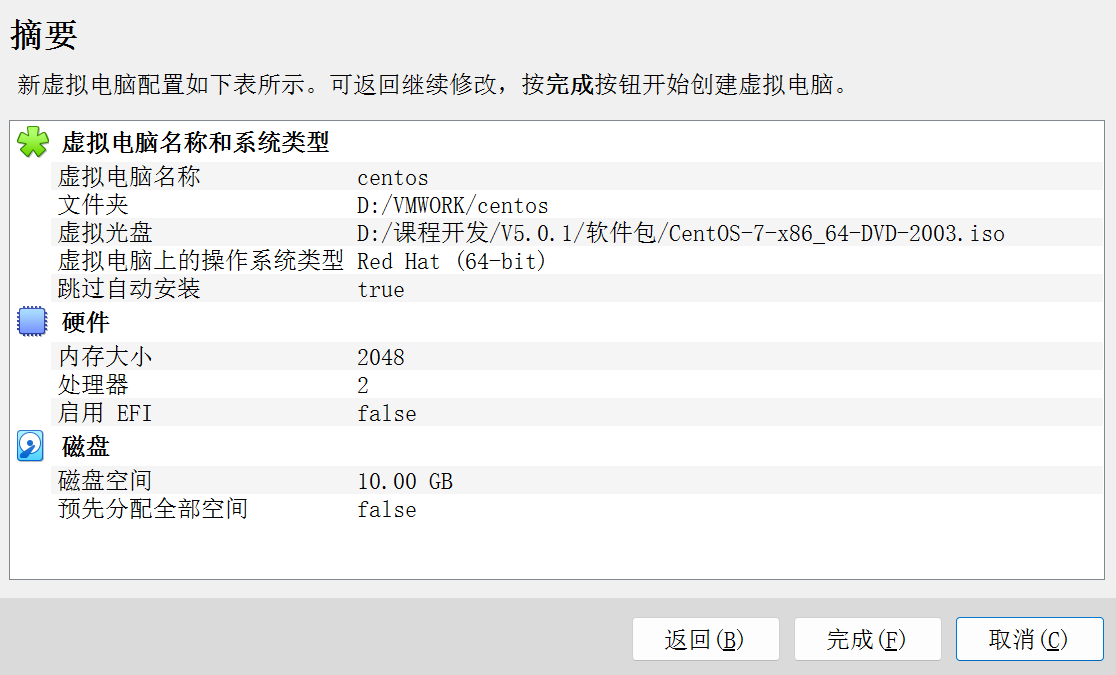 摘要
新虚拟电脑配置如下表所示。可返回继续修改，按完成按钮开始创建虚拟电脑。
虚拟电脑名称和系统类型
虚拟电脑名称 centos
文件夹 D:/VMWORK/centos
虚拟光盘 D:/课程开发/V5.0.1/软件包/CentOS-7-x86_64-DVD-2003.iso
虚拟电脑上的操作系统类型 Red Hat (64-bit)
跳过自动安装 true
硬件
内存大小 2048
处理器 2
启用 EFI false
磁盘
磁盘空间 10.00 GB
预先分配全部空间 false
返回(B) 完成(F) 取消(C)